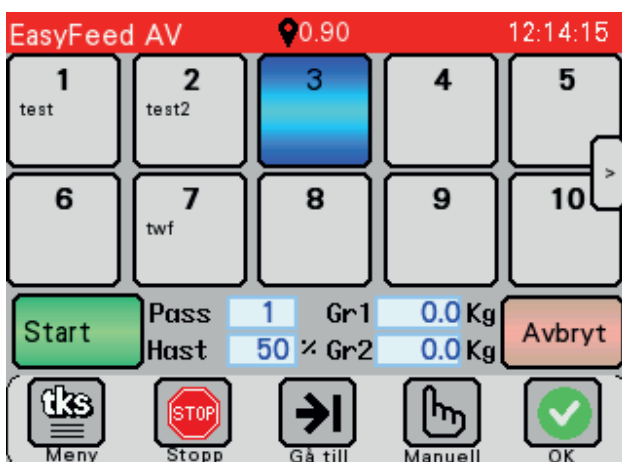 EasyFeed AV 0.90 12:14:15
1 2 3 4 5
test test2
>
6 7 8 9 10
twf
Start Pass 1 Gr1 0.0 Kg Avbryt
Hast 50 % Gr2 0.0 Kg
tks STOP
Meny Stopp Gå till Manuell OK